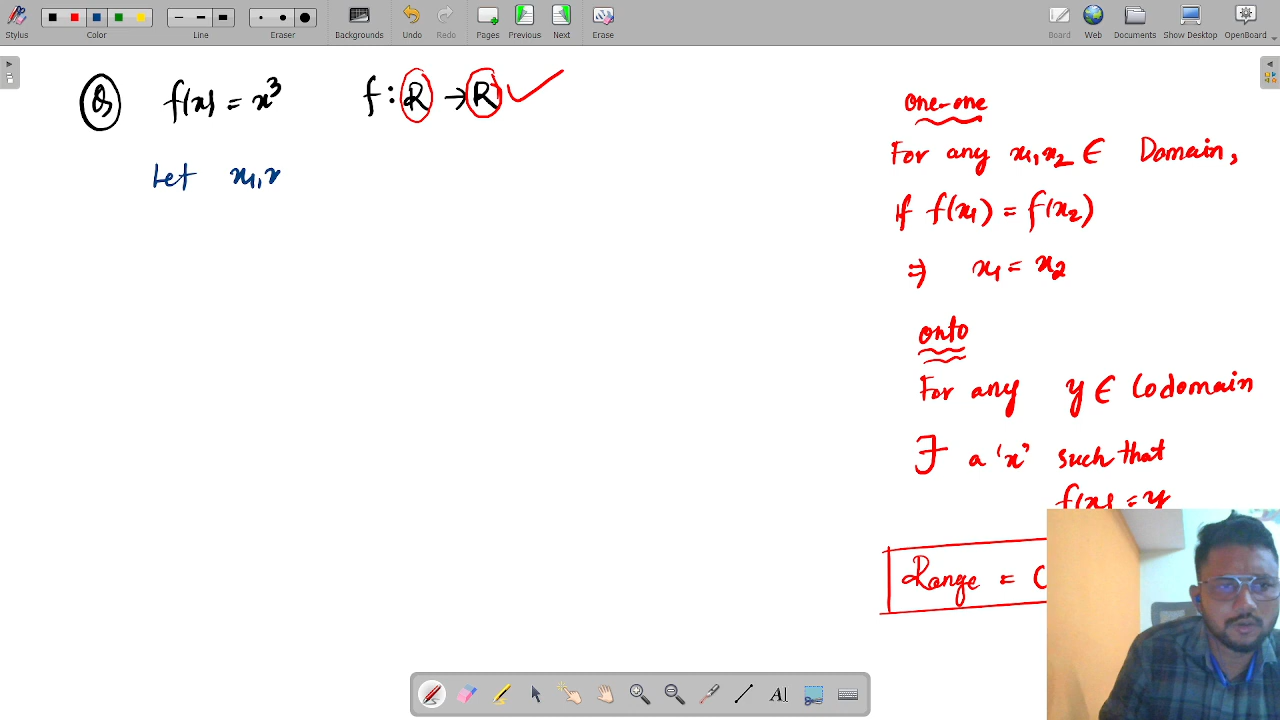 Stylus Color Line Eraser Backgrounds Undo Redo Pages Previous Next Erase Board Web Documents Show Desktop OpenBoard
Q f(x) = x³ f : R → R
Let x₁, x
one-one
For any x₁, x₂ ∈ Domain,
if f(x₁) = f(x₂)
⇒ x₁ = x₂
onto
For any y ∈ Codomain
∃ a 'x' such that
f(x) = y
Range = C